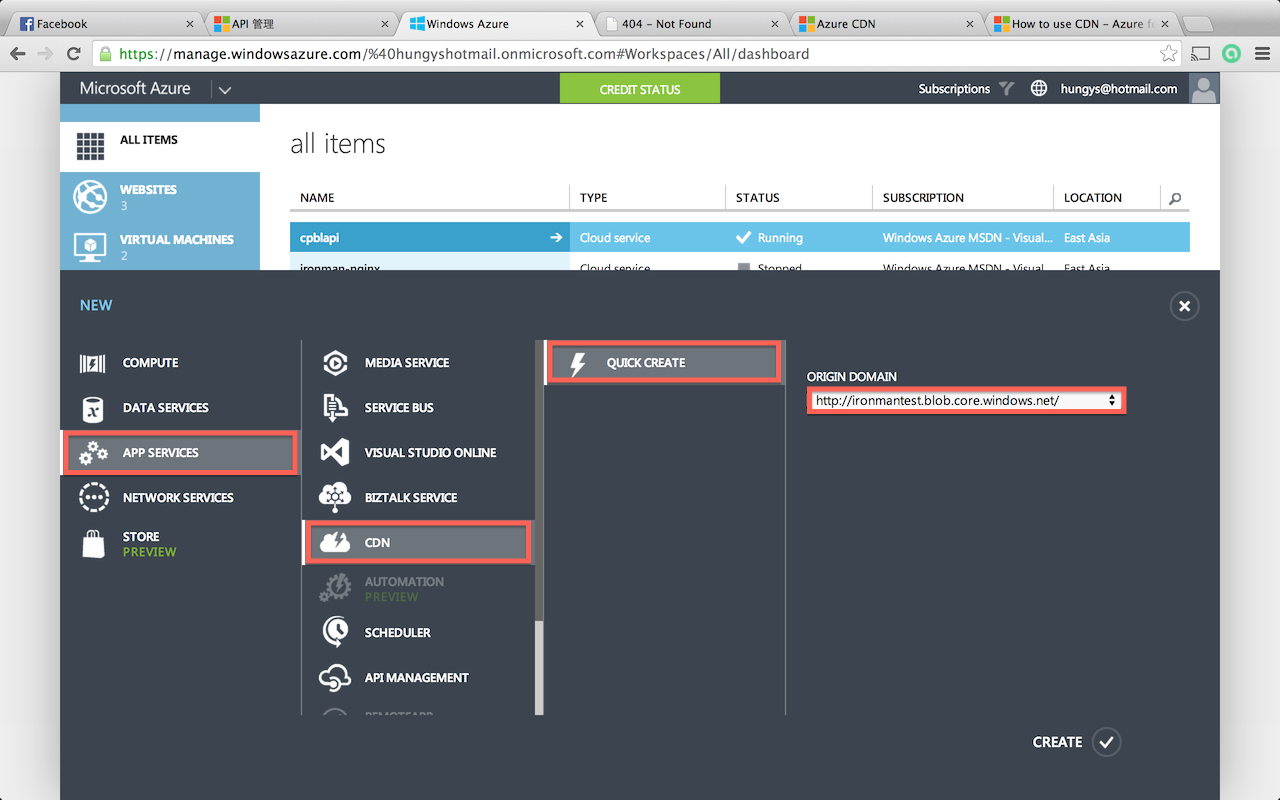 Facebook
API 管理
Windows Azure
404 – Not Found
Azure CDN
How to use CDN – Azure fe
https://manage.windowsazure.com/%40hungyshotmail.onmicrosoft.com#Workspaces/All/dashboard
Microsoft Azure
CREDIT STATUS
Subscriptions
hungys@hotmail.com
ALL ITEMS
WEBSITES
3
VIRTUAL MACHINES
2
all items
NAME TYPE STATUS SUBSCRIPTION LOCATION
cpblapi Cloud service Running Windows Azure MSDN - Visual... East Asia
ironman-nginx Cloud service Stopped Windows Azure MSDN - Visual East Asia
NEW
COMPUTE
DATA SERVICES
APP SERVICES
NETWORK SERVICES
STORE
PREVIEW
MEDIA SERVICE
SERVICE BUS
VISUAL STUDIO ONLINE
BIZTALK SERVICE
CDN
AUTOMATION
PREVIEW
SCHEDULER
API MANAGEMENT
REMOTEAPP
QUICK CREATE
ORIGIN DOMAIN
http://ironmantest.blob.core.windows.net/
CREATE